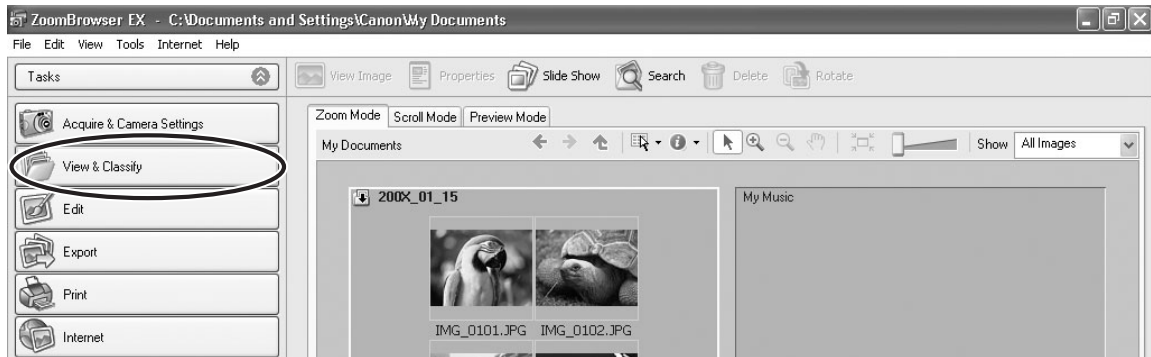 ZoomBrowser EX - C:\Documents and Settings\Canon\My Documents
File Edit View Tools Internet Help
Tasks
View Image Properties Slide Show Search Delete Rotate
Acquire & Camera Settings
View & Classify
Edit
Export
Print
Internet
Zoom Mode Scroll Mode Preview Mode
My Documents Show All Images
200X_01_15
My Music
IMG_0101.JPG IMG_0102.JPG